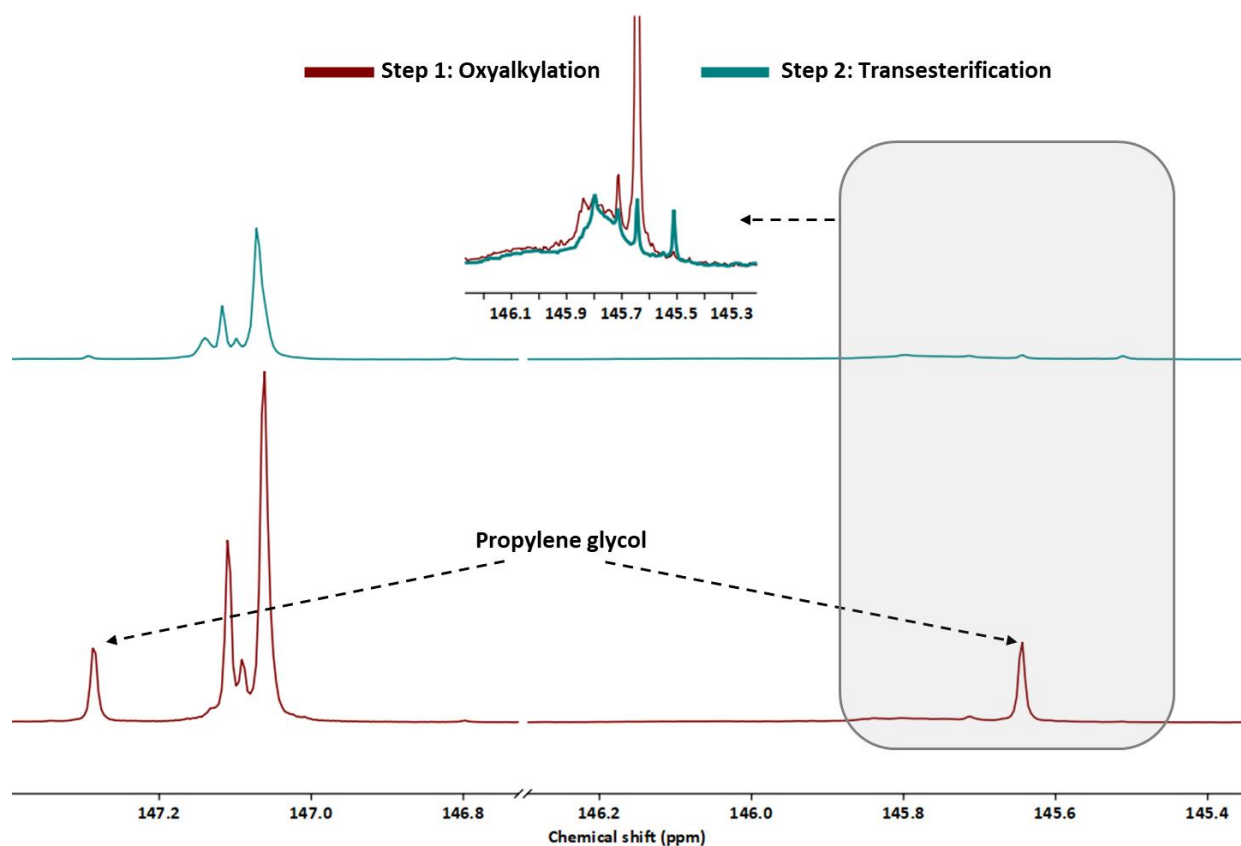 Step 1: Oxyalkylation Step 2: Transesterification
146.1 145.9 145.7 145.5 145.3
Propylene glycol
147.2 147.0 146.8 146.2 146.0 145.8 145.6 145.4
Chemical shift (ppm)